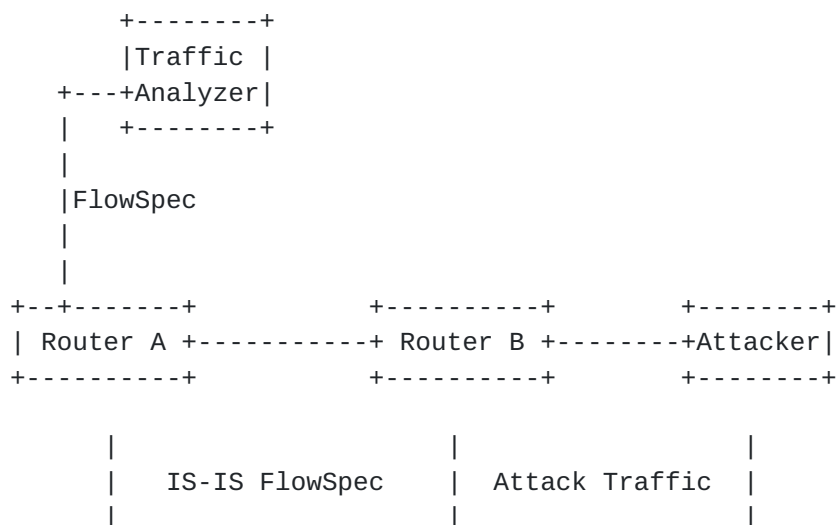 Traffic
Analyzer
FlowSpec
Router A Router B Attacker
IS-IS FlowSpec Attack Traffic